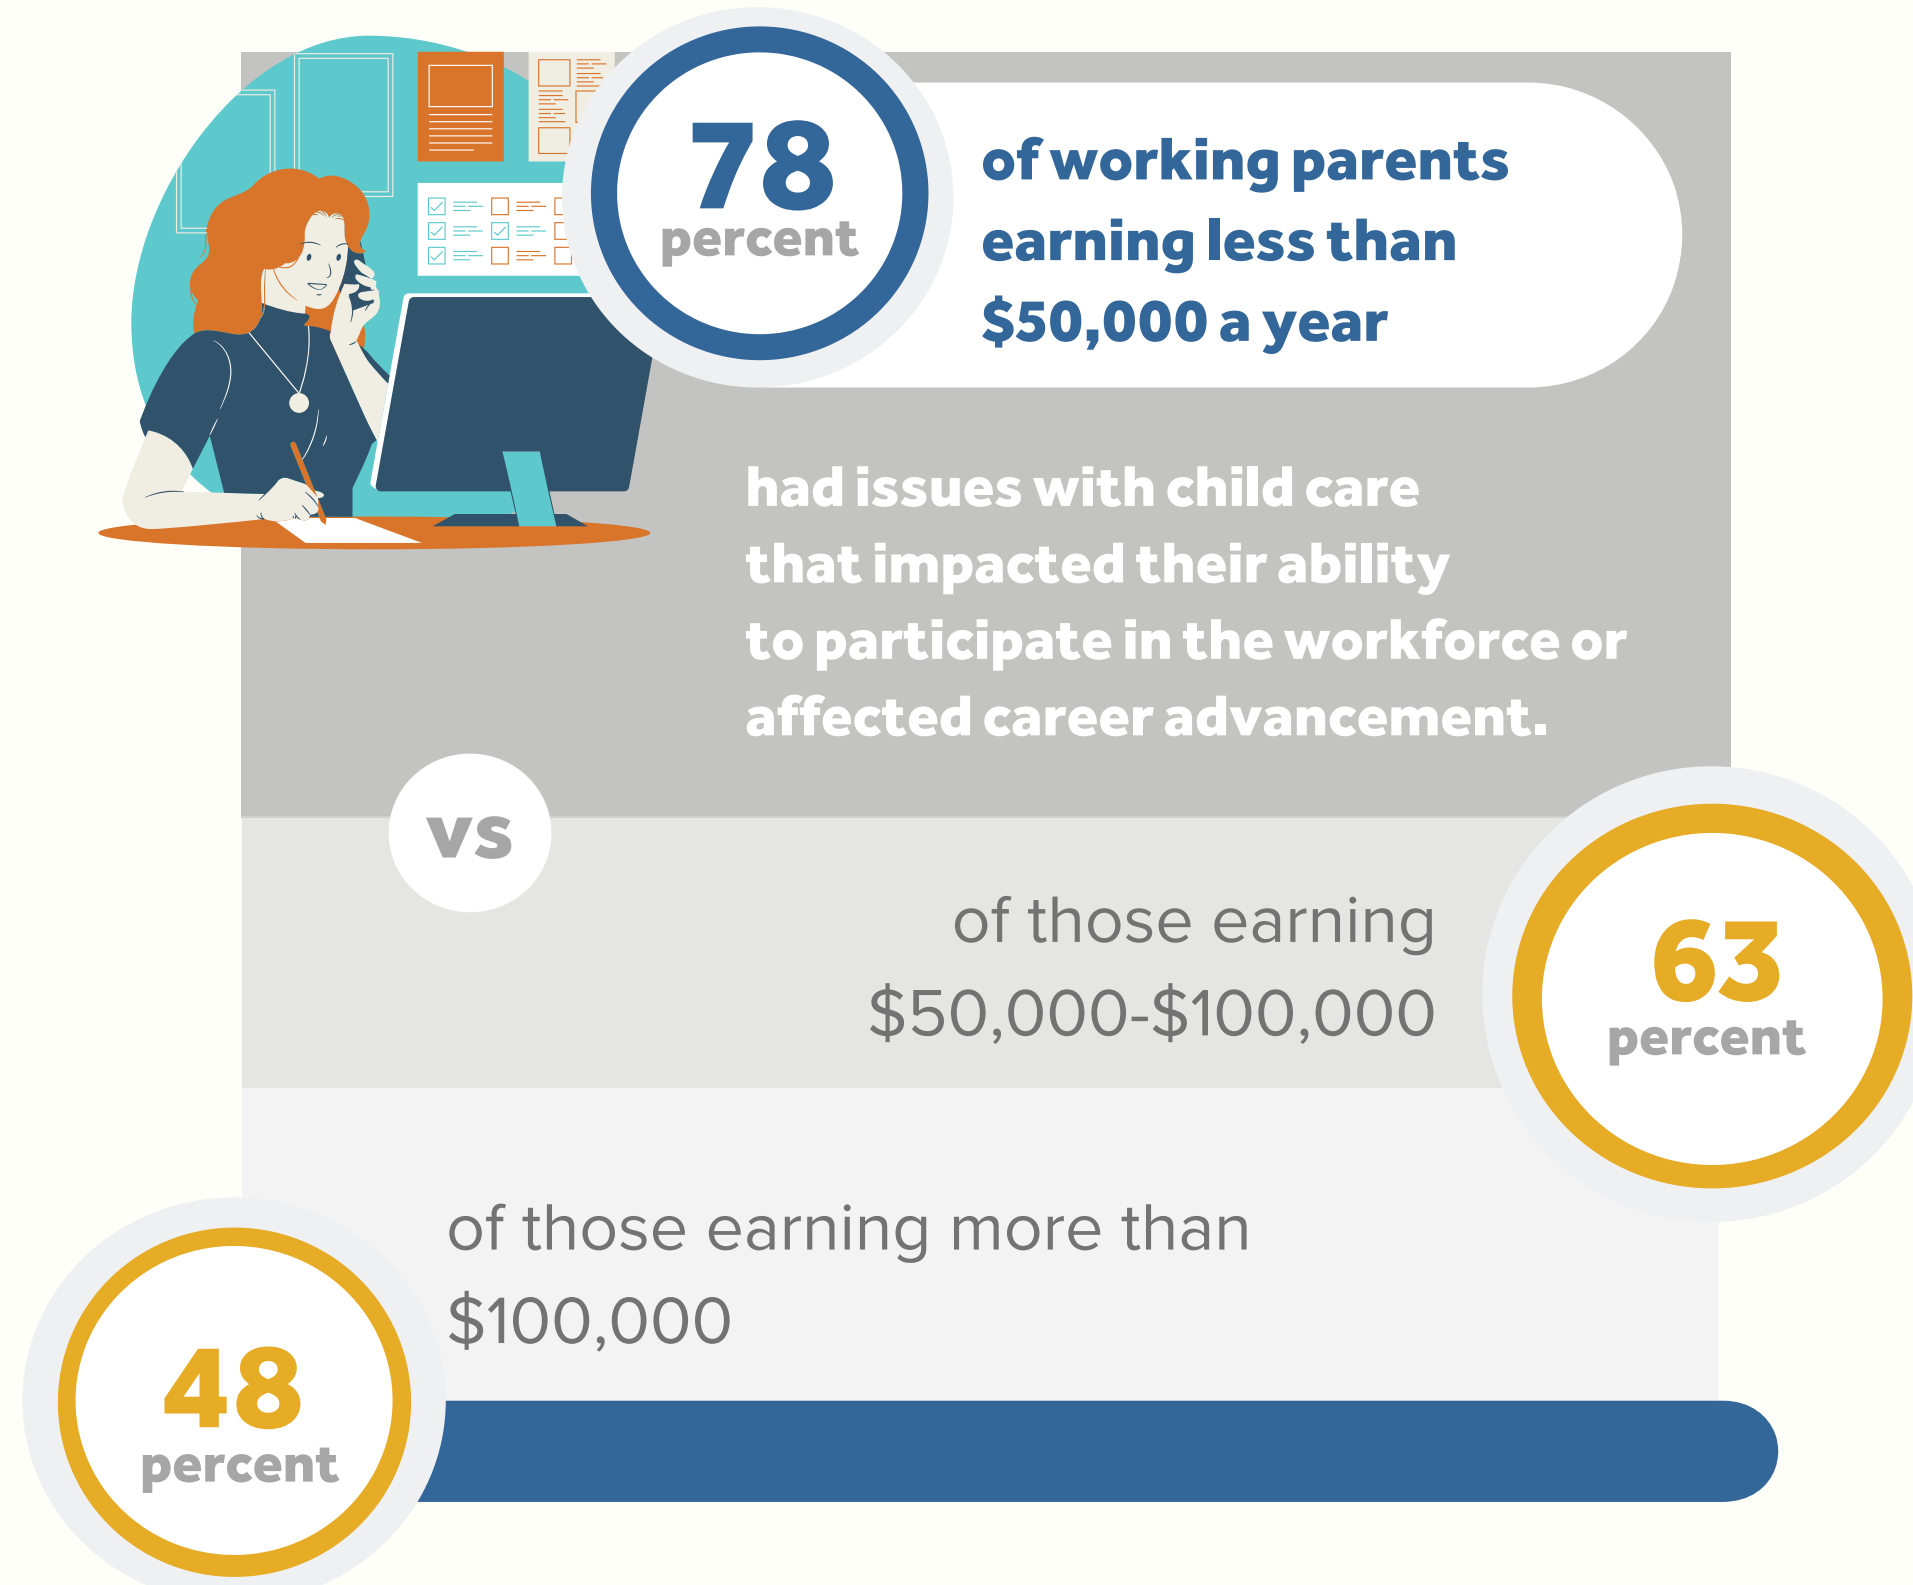 78
percent
of working parents
earning less than
$50,000 a year
had issues with child care
that impacted their ability
to participate in the workforce or
affected career advancement.
vs
of those earning
$50,000-$100,000
63
percent
of those earning more than
$100,000
48
percent